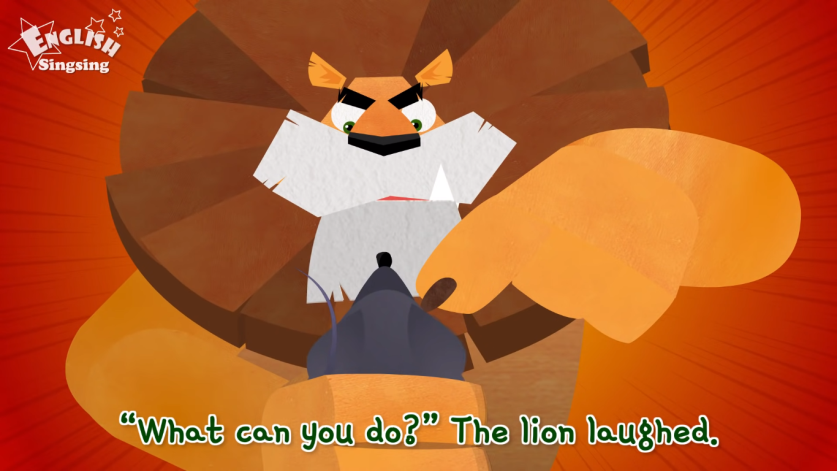 ENGLISH
Singsing
“What can you do?” The lion laughed.